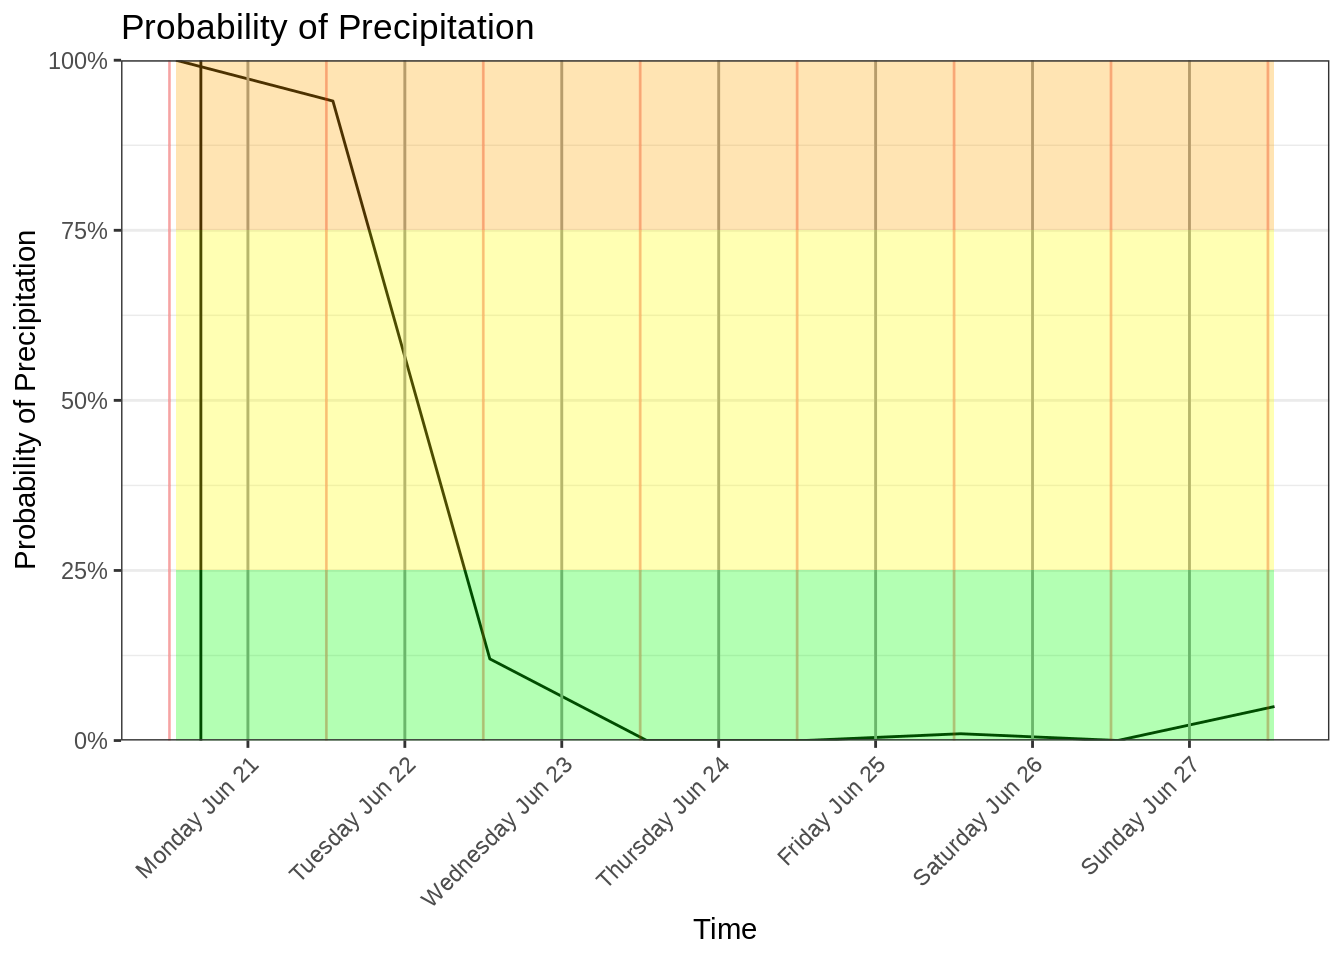 Probability of Precipitation
Probability of Precipitation
100%
75%
50%
25%
0%
Monday Jun 21
Tuesday Jun 22
Wednesday Jun 23
Thursday Jun 24
Friday Jun 25
Saturday Jun 26
Sunday Jun 27
Time